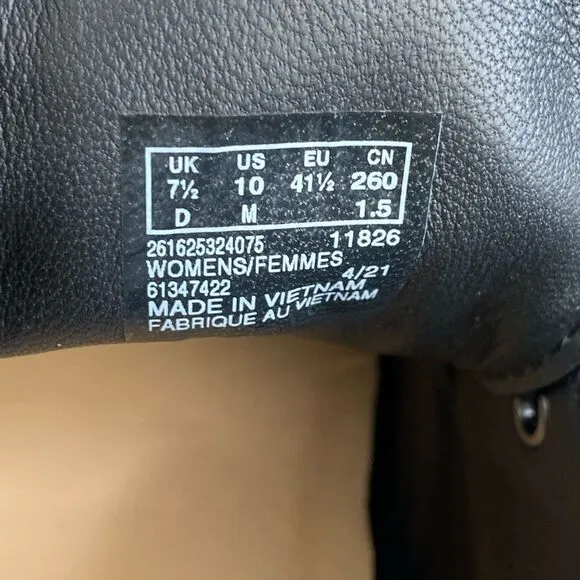 UK US EU CN
7½ 10 41½ 260
D M 1.5
261625324075 11826
WOMENS/FEMMES
61347422 4/21
MADE IN VIETNAM
FABRIQUE AU VIETNAM